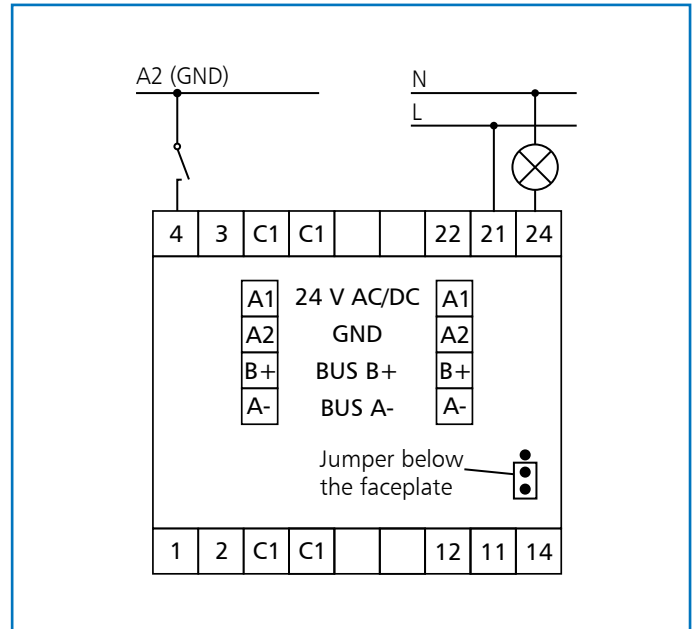 A2 (GND)
N
L
4 3 C1 C1 22 21 24
A1 24 V AC/DC A1
A2 GND A2
B+ BUS B+ B+
A- BUS A- A-
Jumper below
the faceplate
1 2 C1 C1 12 11 14